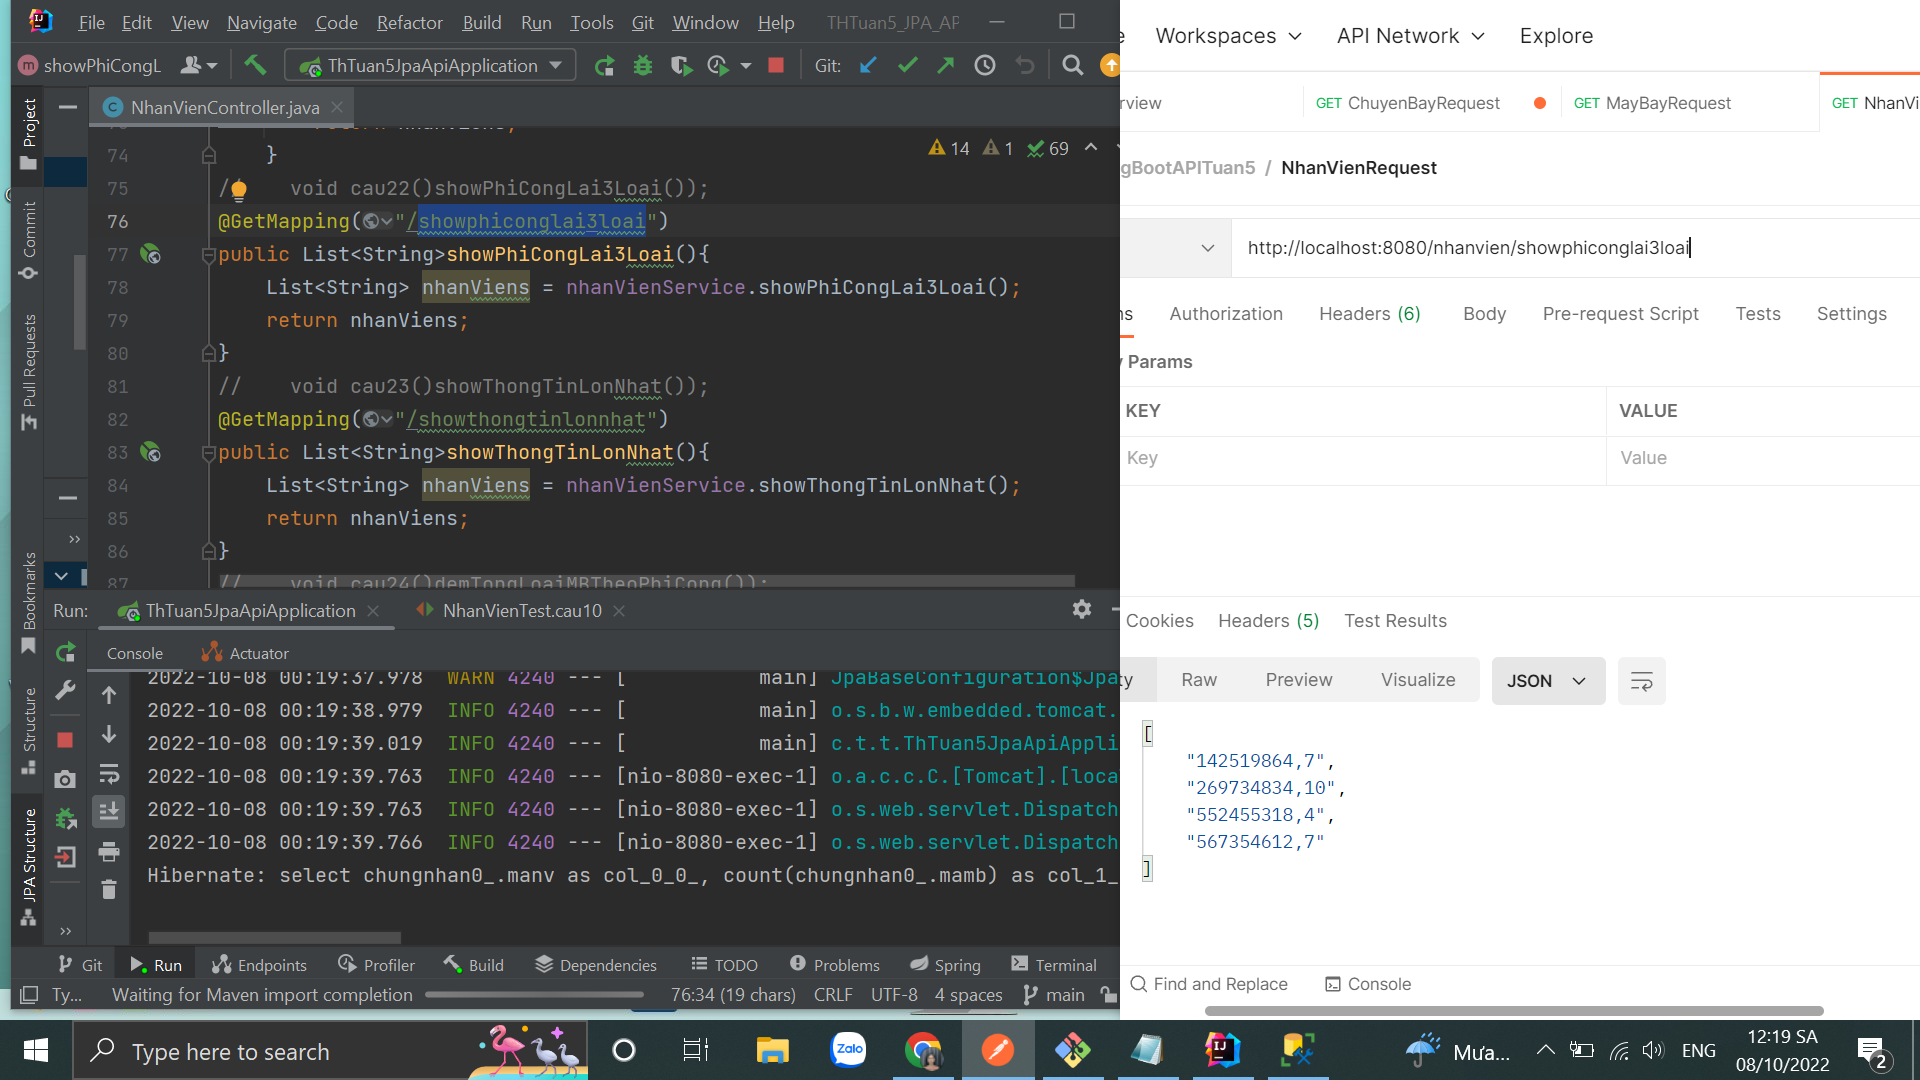 File Edit View Navigate Code Refactor Build Run Tools Git Window Help THTuan5_JPA_AP
showPhiCongL ThTuan5JpaApiApplication Git:
NhanVienController.java
74 }
14 1 69
75 // void cau22()showPhiCongLai3Loai());
76 @GetMapping("/showphiconglai3loai")
77 public List<String>showPhiCongLai3Loai(){
78 List<String> nhanViens = nhanVienService.showPhiCongLai3Loai();
79 return nhanViens;
80 }
81 // void cau23()showThongTinLonNhat());
82 @GetMapping("/showthongtinlonnhat")
83 public List<String>showThongTinLonNhat(){
84 List<String> nhanViens = nhanVienService.showThongTinLonNhat();
85 return nhanViens;
86 }
87 // void cau24()demTongLoaiMBTheoPhiCong());
Project
Commit
Pull Requests
Bookmarks
Structure
JPA Structure
Run: ThTuan5JpaApiApplication NhanVienTest.cau10
Console Actuator
2022-10-08 00:19:37.978 WARN 4240 --- [ main] JpaBaseConfiguration$Jpa
2022-10-08 00:19:38.979 INFO 4240 --- [ main] o.s.b.w.embedded.tomcat.
2022-10-08 00:19:39.019 INFO 4240 --- [ main] c.t.t.ThTuan5JpaApiAppli
2022-10-08 00:19:39.763 INFO 4240 --- [nio-8080-exec-1] o.a.c.c.C.[Tomcat].[loca
2022-10-08 00:19:39.763 INFO 4240 --- [nio-8080-exec-1] o.s.web.servlet.Dispatch
2022-10-08 00:19:39.766 INFO 4240 --- [nio-8080-exec-1] o.s.web.servlet.Dispatch
Hibernate: select chungnhan0_.manv as col_0_0_, count(chungnhan0_.mamb) as col_1_
Git Run Endpoints Profiler Build Dependencies TODO Problems Spring Terminal
Ty... Waiting for Maven import completion 76:34 (19 chars) CRLF UTF-8 4 spaces main
e Workspaces API Network Explore
rview GET ChuyenBayRequest GET MayBayRequest GET NhanVi
gBootAPITuan5 / NhanVienRequest
http://localhost:8080/nhanvien/showphiconglai3loai
ns Authorization Headers (6) Body Pre-request Script Tests Settings
y Params
KEY VALUE
Key Value
Cookies Headers (5) Test Results
ty Raw Preview Visualize JSON
[
"142519864,7",
"269734834,10",
"552455318,4",
"567354612,7"
]
Find and Replace Console
Type here to search Zalo Mưa... ENG 12:19 SA
08/10/2022 2